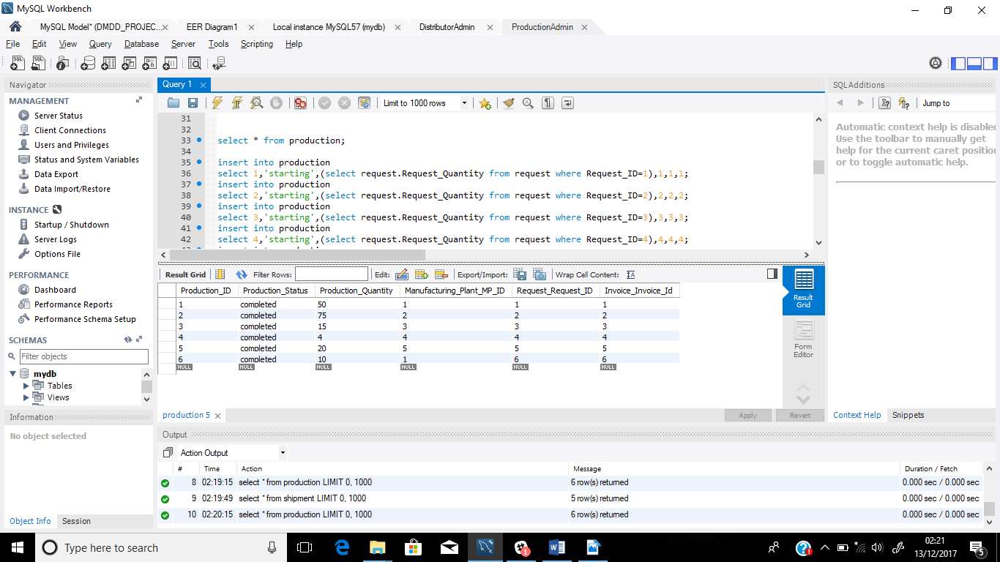 MySQL Workbench
MySQL Model* (DMDD_PROJEC...× EER Diagram1 × Local instance MySQL57 (mydb) × DistributorAdmin × ProductionAdmin ×
File Edit View Query Database Server Tools Scripting Help
Navigator
MANAGEMENT
Server Status
Client Connections
Users and Privileges
Status and System Variables
Data Export
Data Import/Restore
INSTANCE
Startup / Shutdown
Server Logs
Options File
PERFORMANCE
Dashboard
Performance Reports
Performance Schema Setup
SCHEMAS
Filter objects
mydb
Tables
Views
Information
No object selected
Object Info Session
Query 1 ×
Limit to 1000 rows
31
32
33 select * from production;
34
35 insert into production
36 select 1,'starting',(select request.Request_Quantity from request where Request_ID=1),1,1,1;
37 insert into production
38 select 2,'starting',(select request.Request_Quantity from request where Request_ID=2),2,2,2;
39 insert into production
40 select 3,'starting',(select request.Request_Quantity from request where Request_ID=3),3,3,3;
41 insert into production
42 select 4,'starting',(select request.Request_Quantity from request where Request_ID=4),4,4,4;
Result Grid Filter Rows: Edit: Export/Import: Wrap Cell Content:
Production_ID Production_Status Production_Quantity Manufacturing_Plant_MP_ID Request_Request_ID Invoice_Invoice_Id
1 completed 50 1 1 1
2 completed 75 2 2 2
3 completed 15 3 3 3
4 completed 4 4 4 4
5 completed 20 5 5 5
6 completed 10 1 6 6
NULL NULL NULL NULL NULL NULL
Result Grid
Form Editor
production 5 ×
Apply Revert
Output
Action Output
# Time Action Message Duration / Fetch
8 02:19:15 select * from production LIMIT 0, 1000 6 row(s) returned 0.000 sec / 0.000 sec
9 02:19:49 select * from shipment LIMIT 0, 1000 5 row(s) returned 0.000 sec / 0.000 sec
10 02:20:15 select * from production LIMIT 0, 1000 6 row(s) returned 0.000 sec / 0.000 sec
SQLAdditions
Jump to
Automatic context help is disabled
Use the toolbar to manually get
help for the current caret position
or to toggle automatic help.
Context Help Snippets
Type here to search
1
02:21
13/12/2017
5